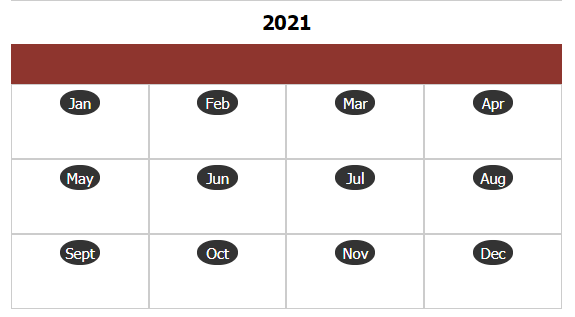 2021
Jan Feb Mar Apr
May Jun Jul Aug
Sept Oct Nov Dec